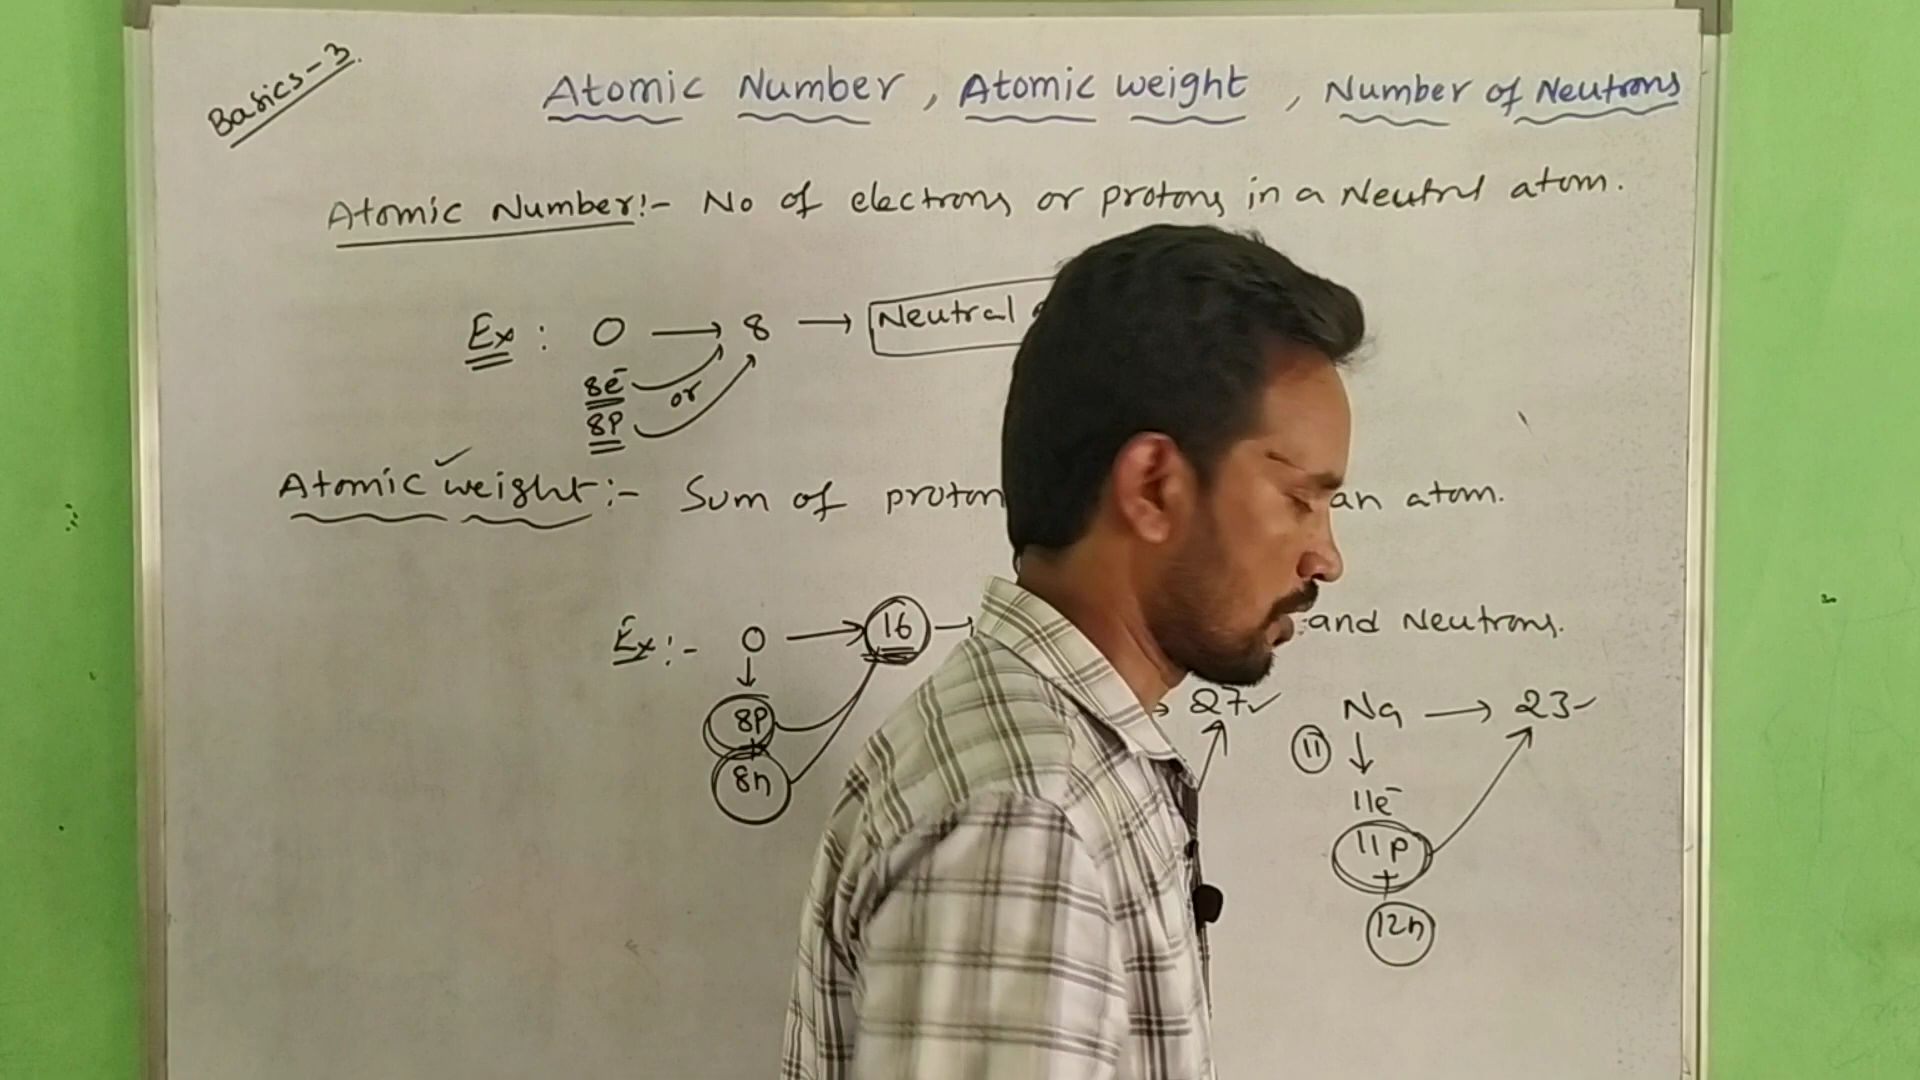 Basics-3.
Atomic Number, Atomic weight, Number of Neutrons
Atomic Number:- No of electrons or protons in a Neutral atom.
Ex : O → 8 → Neutral
8e⁻ or
8P
Atomic weight:- Sum of proton an atom.
Ex:- O → 16 → and Neutrons.
8P
+
8n
27
Na → 23
11
11e⁻
11P
+
12n